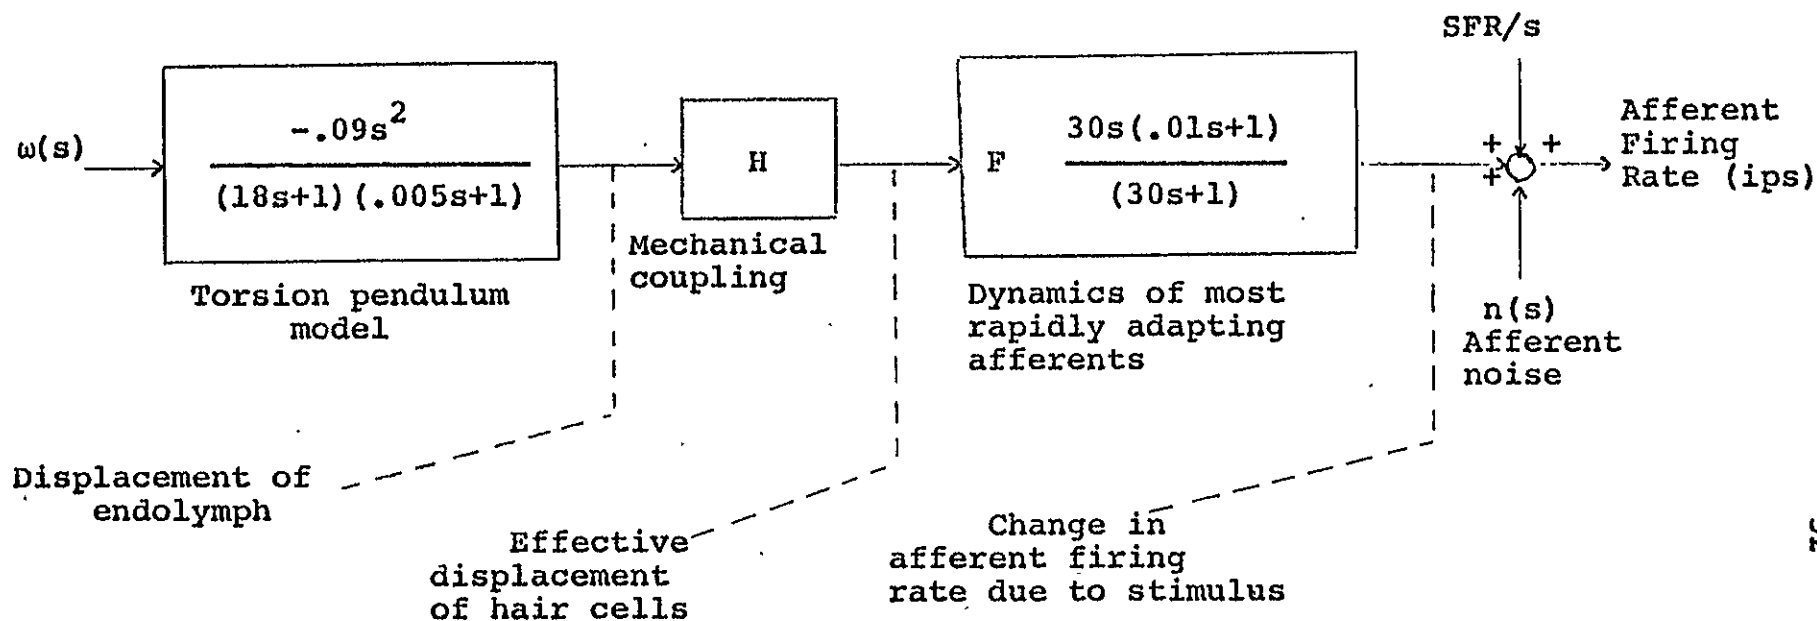 SFR/s
ω(s)
-.09s²
(18s+1)(.005s+1)
H
F
30s(.01s+1)
(30s+1)
+
+
+
Afferent
Firing
Rate (ips)
Torsion pendulum
model
Mechanical
coupling
Dynamics of most
rapidly adapting
afferents
n(s)
Afferent
noise
Displacement of
endolymph
Effective
displacement
of hair cells
Change in
afferent firing
rate due to stimulus